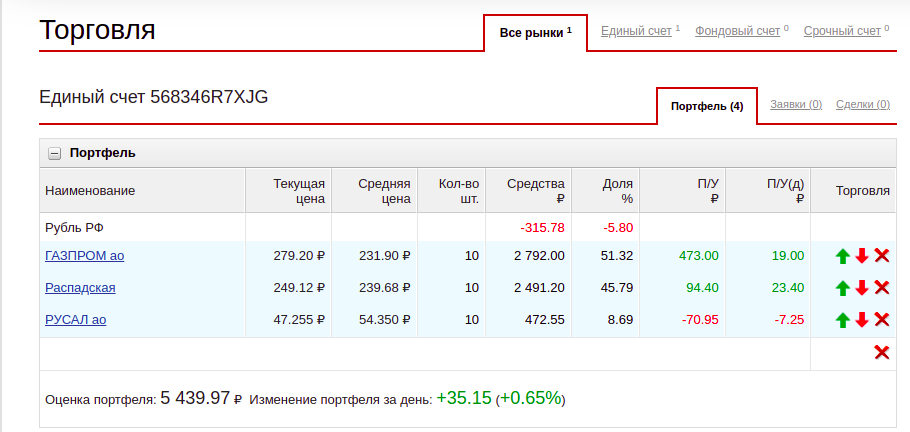 Торговля
Все рынки 1 Единый счет 1 Фондовый счет 0 Срочный счет 0
Единый счет 568346R7XJG
Портфель (4) Заявки (0) Сделки (0)
Портфель
Наименование Текущая цена Средняя цена Кол-во шт. Средства ₽ Доля % П/У ₽ П/У(д) ₽ Торговля
Рубль РФ -315.78 -5.80
ГАЗПРОМ ао 279.20 ₽ 231.90 ₽ 10 2 792.00 51.32 473.00 19.00
Распадская 249.12 ₽ 239.68 ₽ 10 2 491.20 45.79 94.40 23.40
РУСАЛ ао 47.255 ₽ 54.350 ₽ 10 472.55 8.69 -70.95 -7.25
Оценка портфеля: 5 439.97 ₽ Изменение портфеля за день: +35.15 (+0.65%)